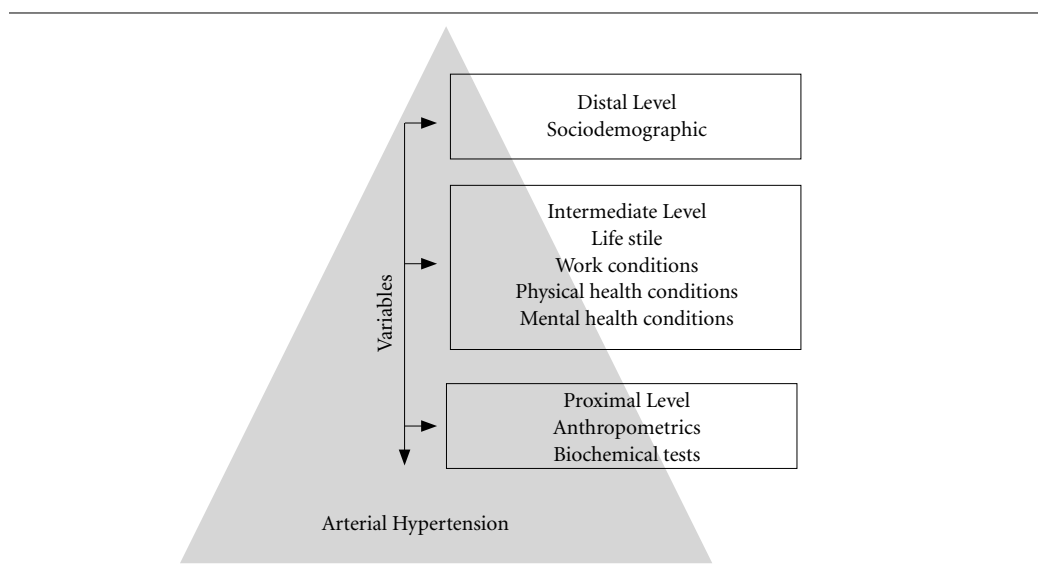 Distal Level
Sociodemographic
Intermediate Level
Life stile
Work conditions
Physical health conditions
Mental health conditions
Variables
Proximal Level
Anthropometrics
Biochemical tests
Arterial Hypertension